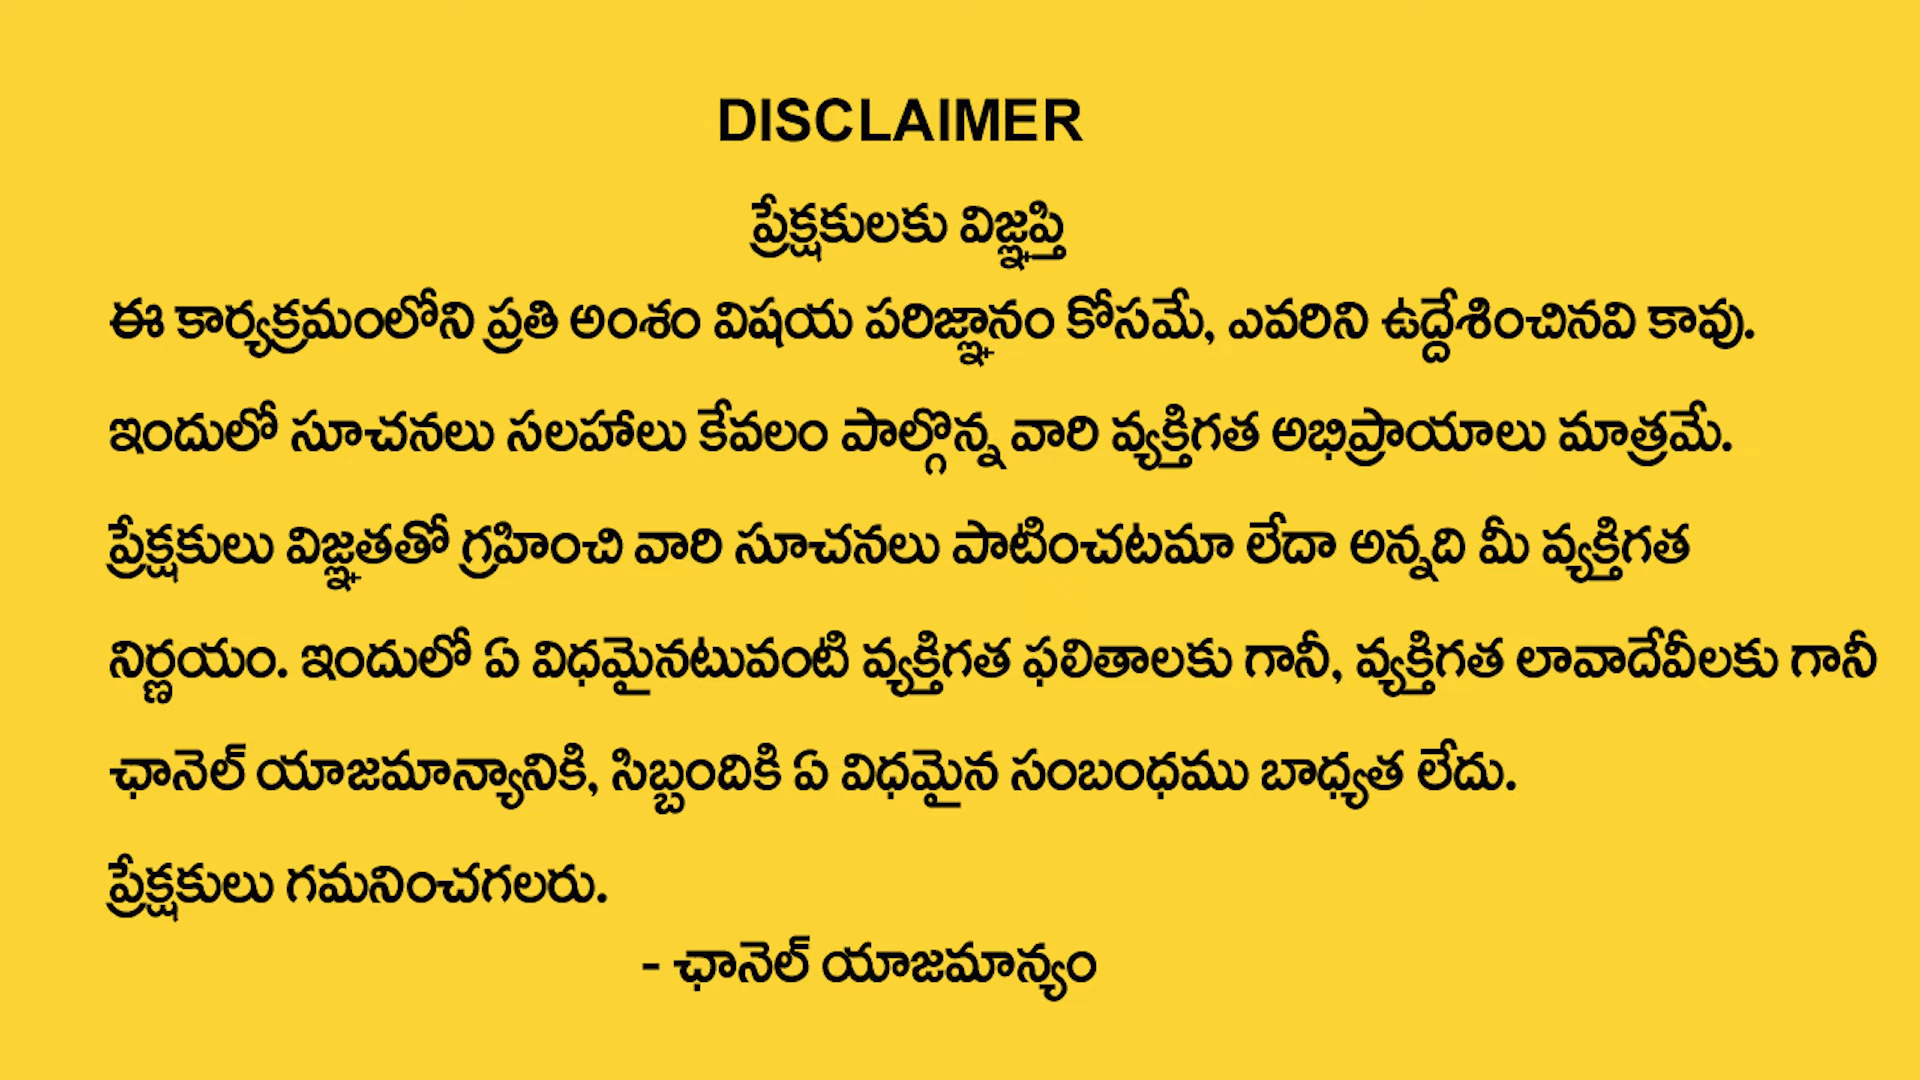 DISCLAIMER
ప్రేక్షకులకు విజ్ఞప్తి
ఈ కార్యక్రమంలోని ప్రతి అంశం విషయ పరిజ్ఞానం కోసమే, ఎవరిని ఉద్దేశించినవి కావు.
ఇందులో సూచనలు సలహాలు కేవలం పాల్గొన్న వారి వ్యక్తిగత అభిప్రాయాలు మాత్రమే.
ప్రేక్షకులు విజ్ఞతతో గ్రహించి వారి సూచనలు పాటించటమా లేదా అన్నది మీ వ్యక్తిగత
నిర్ణయం. ఇందులో ఏ విధమైనటువంటి వ్యక్తిగత ఫలితాలకు గానీ, వ్యక్తిగత లావాదేవీలకు గానీ
ఛానెల్ యాజమాన్యానికి, సిబ్బందికి ఏ విధమైన సంబంధము బాధ్యత లేదు.
ప్రేక్షకులు గమనించగలరు.
- ఛానెల్ యాజమాన్యం